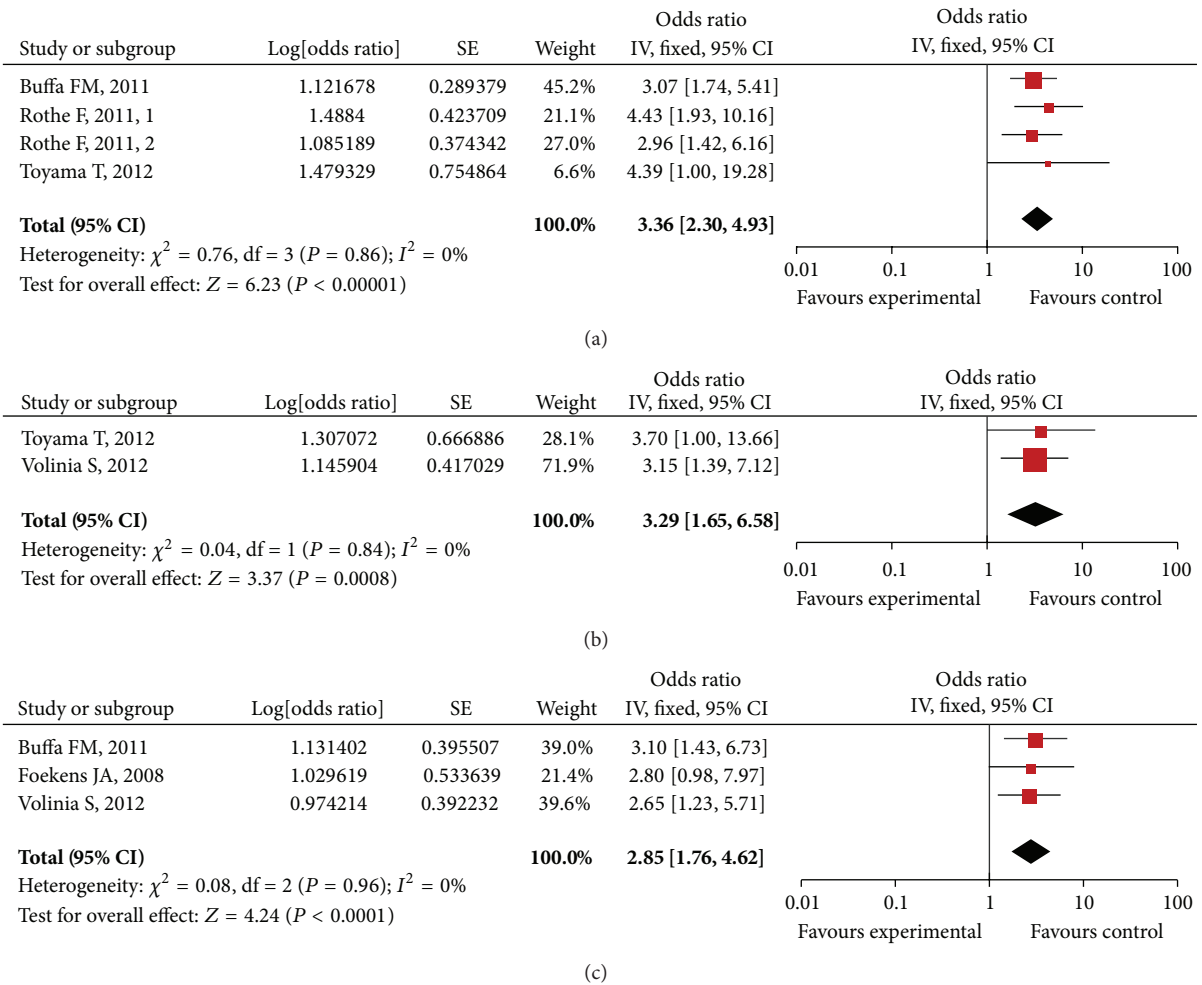 Odds ratio Odds ratio
Study or subgroup Log[odds ratio] SE Weight IV, fixed, 95% CI IV, fixed, 95% CI
Buffa FM, 2011 1.121678 0.289379 45.2% 3.07 [1.74, 5.41]
Rothe F, 2011, 1 1.4884 0.423709 21.1% 4.43 [1.93, 10.16]
Rothe F, 2011, 2 1.085189 0.374342 27.0% 2.96 [1.42, 6.16]
Toyama T, 2012 1.479329 0.754864 6.6% 4.39 [1.00, 19.28]
Total (95% CI) 100.0% 3.36 [2.30, 4.93]
Heterogeneity: χ² = 0.76, df = 3 (P = 0.86); I² = 0%
Test for overall effect: Z = 6.23 (P < 0.00001)
0.01 0.1 1 10 100
Favours experimental Favours control
(a)
Odds ratio Odds ratio
Study or subgroup Log[odds ratio] SE Weight IV, fixed, 95% CI IV, fixed, 95% CI
Toyama T, 2012 1.307072 0.666886 28.1% 3.70 [1.00, 13.66]
Volinia S, 2012 1.145904 0.417029 71.9% 3.15 [1.39, 7.12]
Total (95% CI) 100.0% 3.29 [1.65, 6.58]
Heterogeneity: χ² = 0.04, df = 1 (P = 0.84); I² = 0%
Test for overall effect: Z = 3.37 (P = 0.0008)
0.01 0.1 1 10 100
Favours experimental Favours control
(b)
Odds ratio Odds ratio
Study or subgroup Log[odds ratio] SE Weight IV, fixed, 95% CI IV, fixed, 95% CI
Buffa FM, 2011 1.131402 0.395507 39.0% 3.10 [1.43, 6.73]
Foekens JA, 2008 1.029619 0.533639 21.4% 2.80 [0.98, 7.97]
Volinia S, 2012 0.974214 0.392232 39.6% 2.65 [1.23, 5.71]
Total (95% CI) 100.0% 2.85 [1.76, 4.62]
Heterogeneity: χ² = 0.08, df = 2 (P = 0.96); I² = 0%
Test for overall effect: Z = 4.24 (P < 0.0001)
0.01 0.1 1 10 100
Favours experimental Favours control
(c)